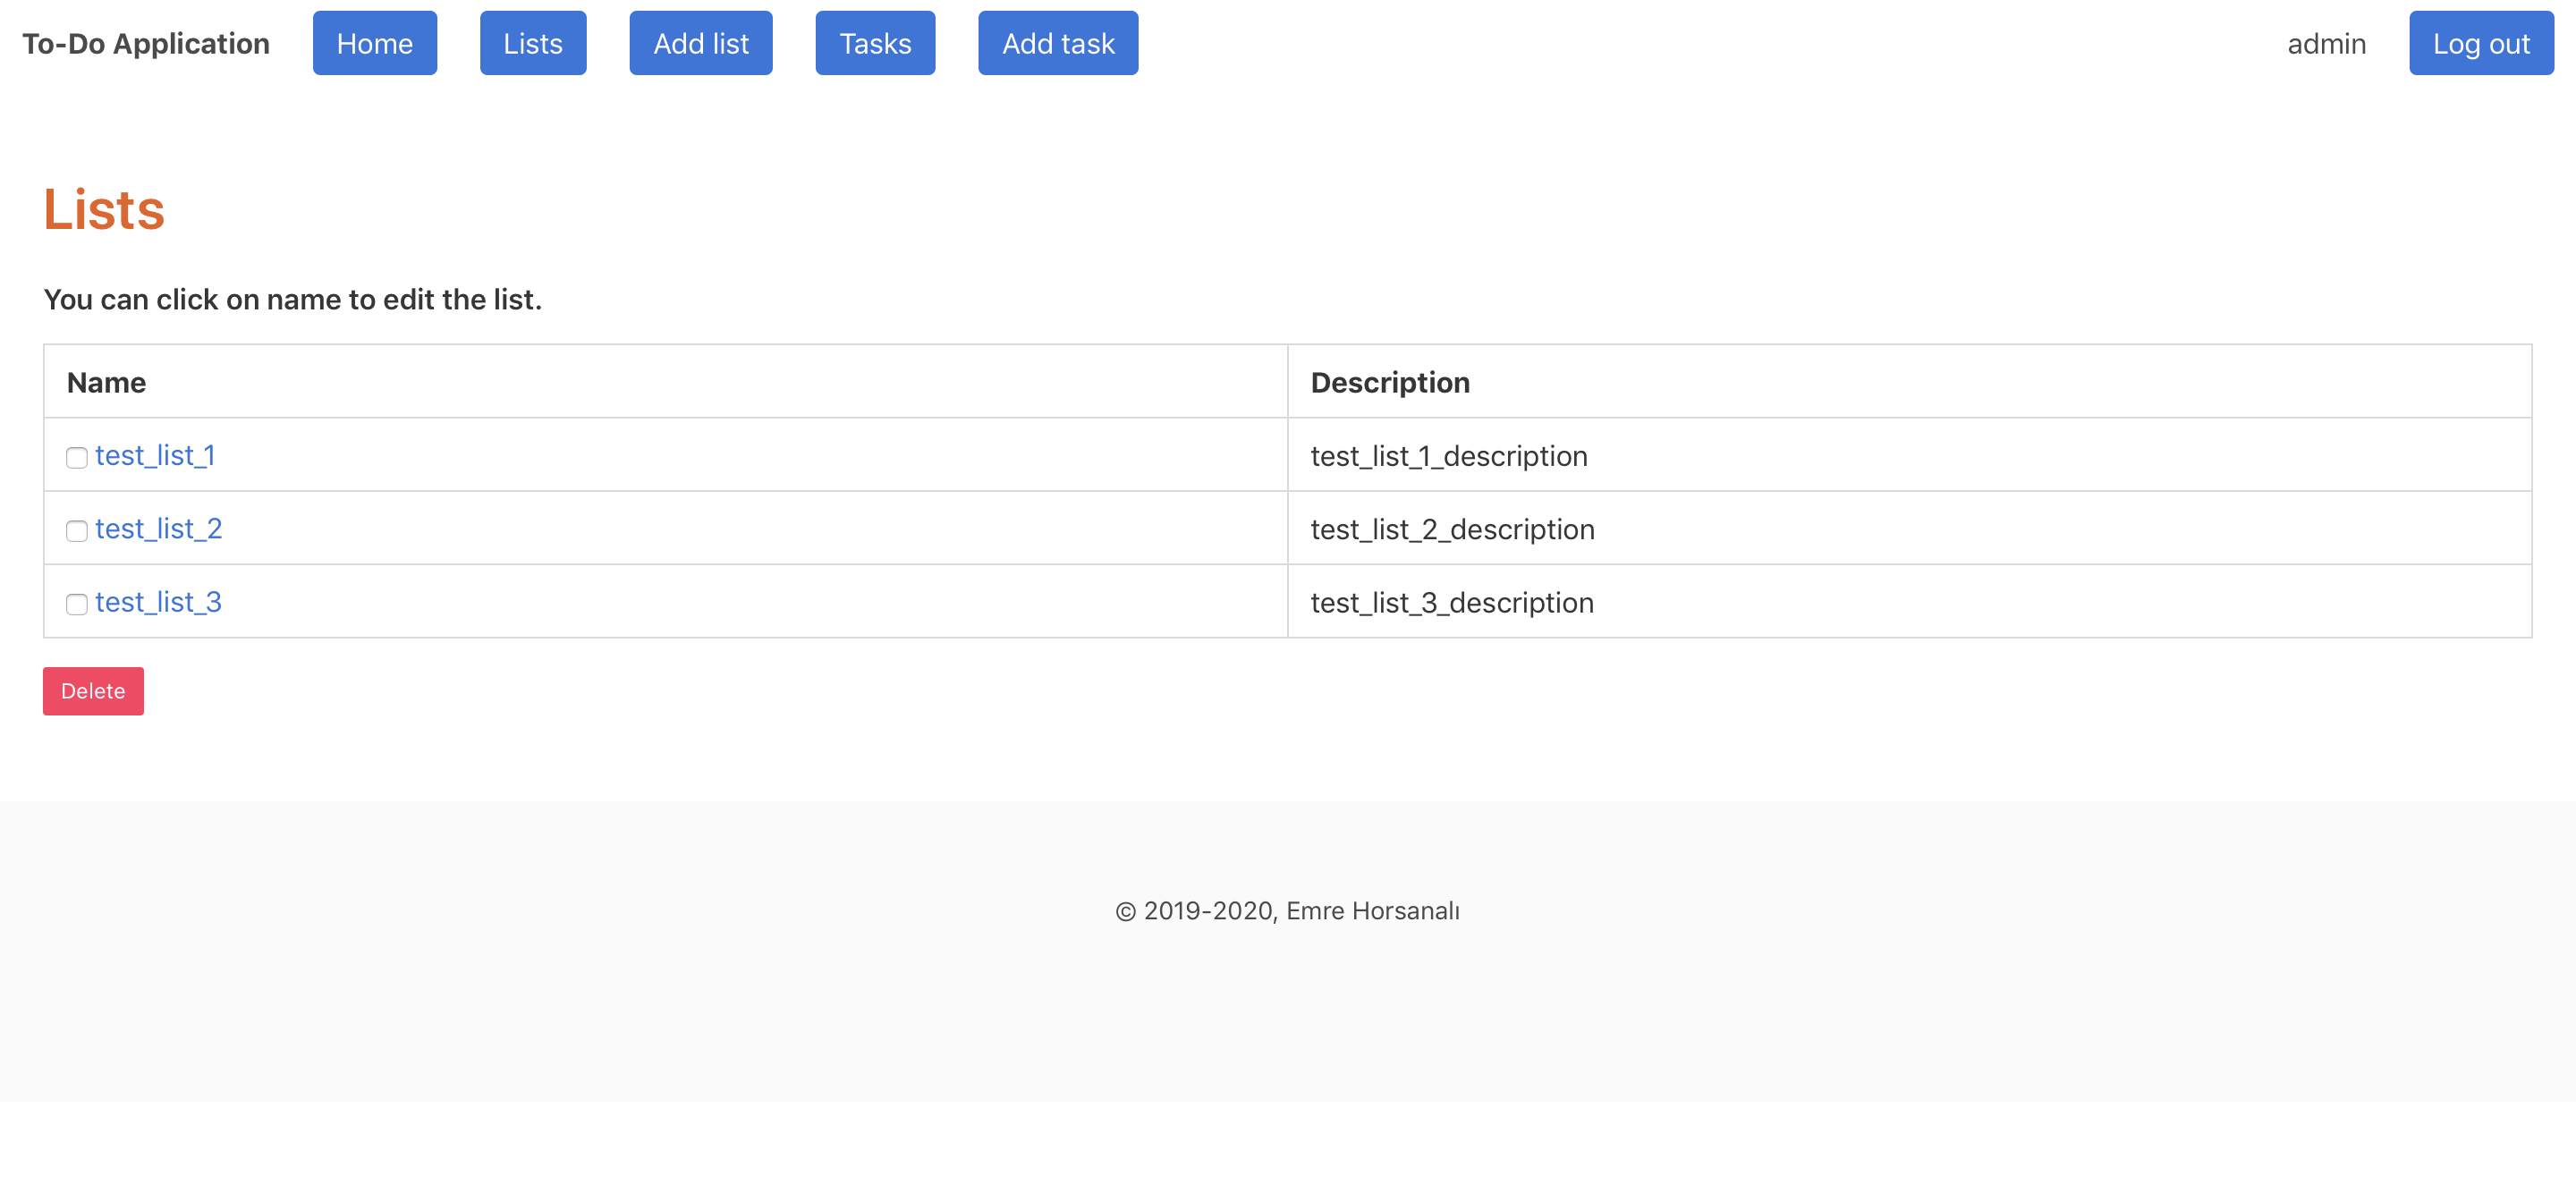 To-Do Application Home Lists Add list Tasks Add task admin Log out
Lists
You can click on name to edit the list.
Name Description
test_list_1 test_list_1_description
test_list_2 test_list_2_description
test_list_3 test_list_3_description
Delete
© 2019-2020, Emre Horsanalı